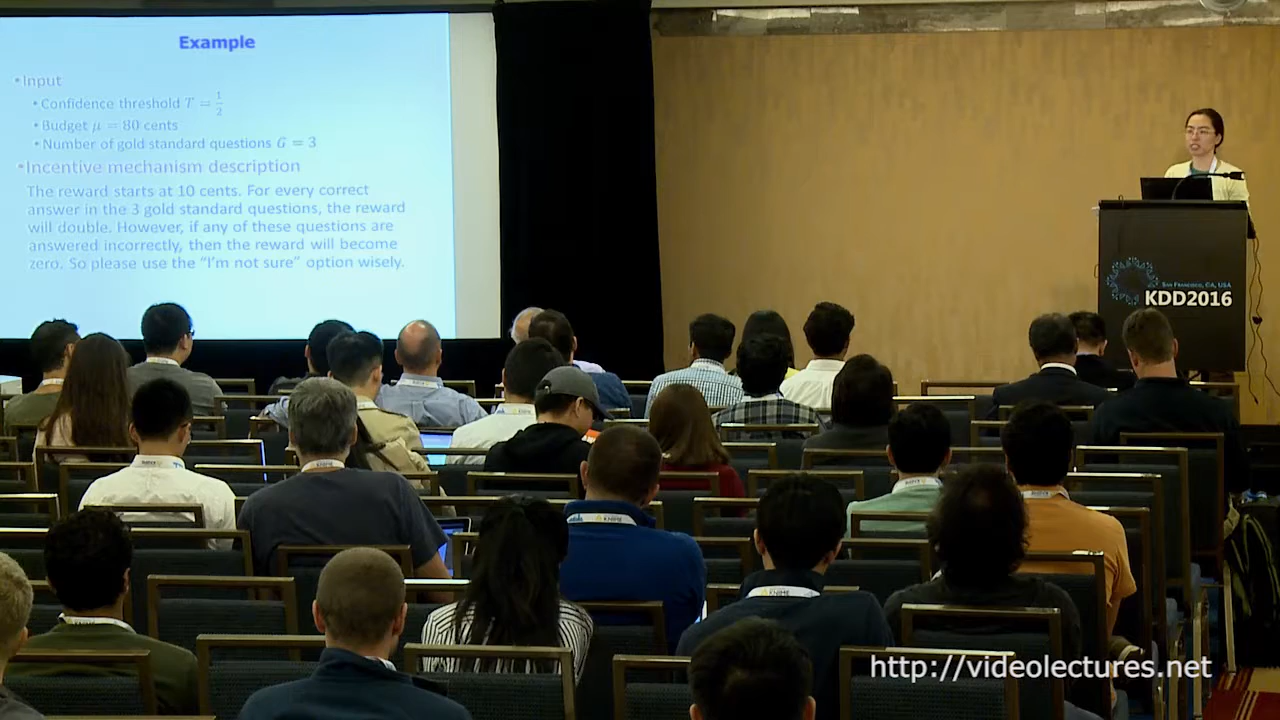 Example
•Input
•Confidence threshold T = 1/2
•Budget μ = 80 cents
•Number of gold standard questions G = 3
•Incentive mechanism description
The reward starts at 10 cents. For every correct
answer in the 3 gold standard questions, the reward
will double. However, if any of these questions are
answered incorrectly, then the reward will become
zero. So please use the “I’m not sure” option wisely.
SAN FRANCISCO, CA, USA
KDD2016
KNIME
KNIME
http://videolectures.net